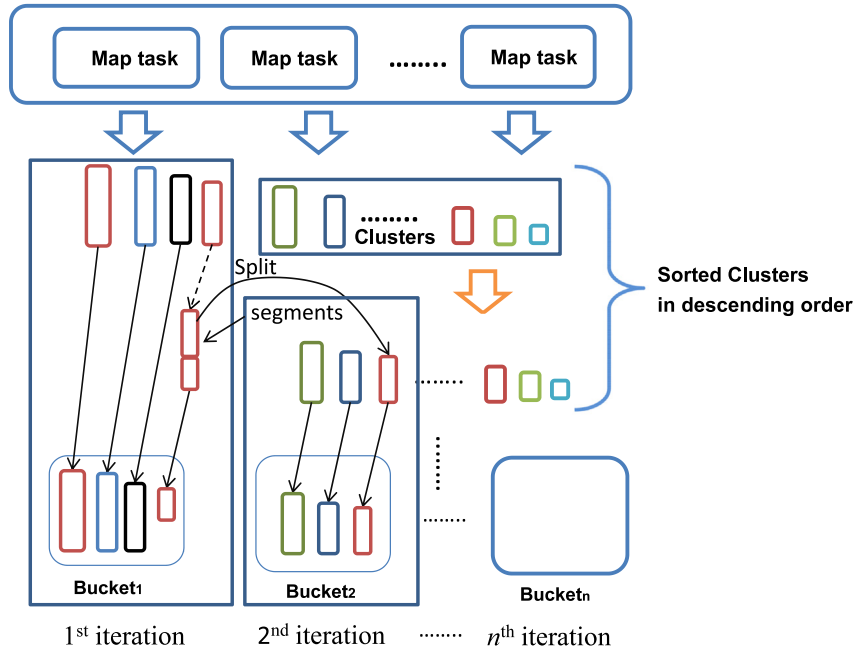 Map task
Map task
........
Map task
........
Clusters
Sorted Clusters
in descending order
Split
segments
........
........
........
Bucket1
Bucket2
Bucketn
1st iteration
2nd iteration
........
nth iteration